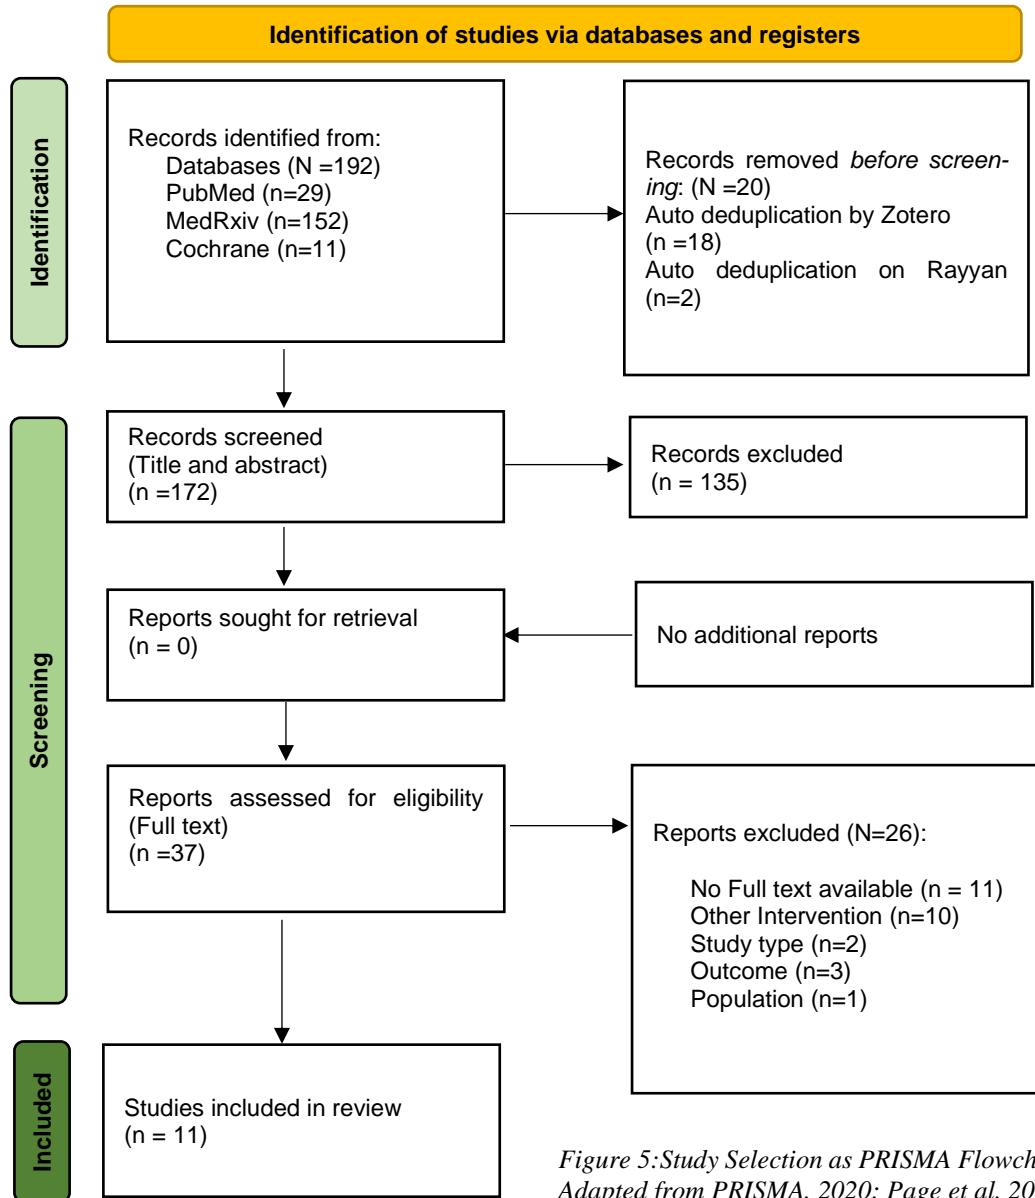 Identification of studies via databases and registers
Identification
Records identified from:
Databases (N =192)
PubMed (n=29)
MedRxiv (n=152)
Cochrane (n=11)
Records removed before screen-
ing: (N =20)
Auto deduplication by Zotero
(n =18)
Auto deduplication on Rayyan
(n=2)
Screening
Records screened
(Title and abstract)
(n =172)
Records excluded
(n = 135)
Reports sought for retrieval
(n = 0)
No additional reports
Reports assessed for eligibility
(Full text)
(n =37)
Reports excluded (N=26):
No Full text available (n = 11)
Other Intervention (n=10)
Study type (n=2)
Outcome (n=3)
Population (n=1)
Included
Studies included in review
(n = 11)
Figure 5:Study Selection as PRISMA
Adapted from PRISMA, 2020; Page et al,